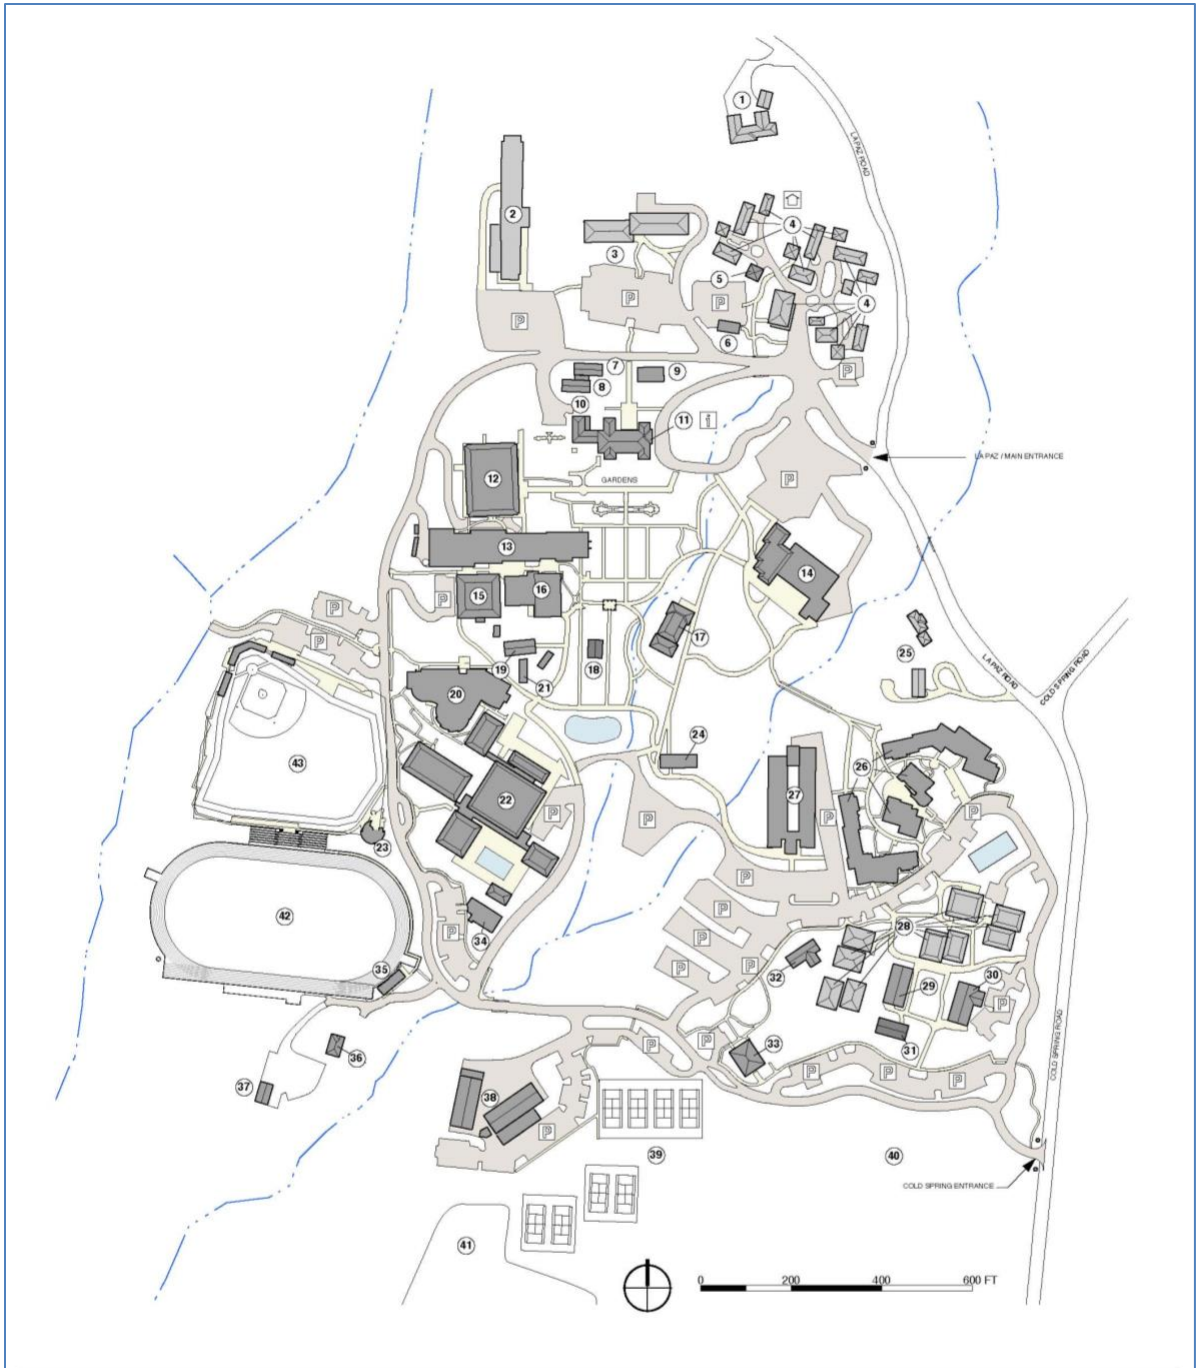 1
LA PAZ ROAD
2
4
3
5
4
P
P
P
6
7
P
9
8
10
11
i
LA PAZ / MAIN ENTRANCE
12
GARDENS
P
13
14
15
16
P
P
17
P
25
18
19
21
LA PAZ ROAD
COLD SPRING ROAD
20
24
43
26
27
22
P
P
P
P
23
P
P
42
28
34
P
P
35
P
32
P
30
29
P
31
36
P
P
33
P
P
P
COLD SPRING ROAD
37
38
P
39
40
COLD SPRING ENTRANCE
41
0 200 400 600 FT